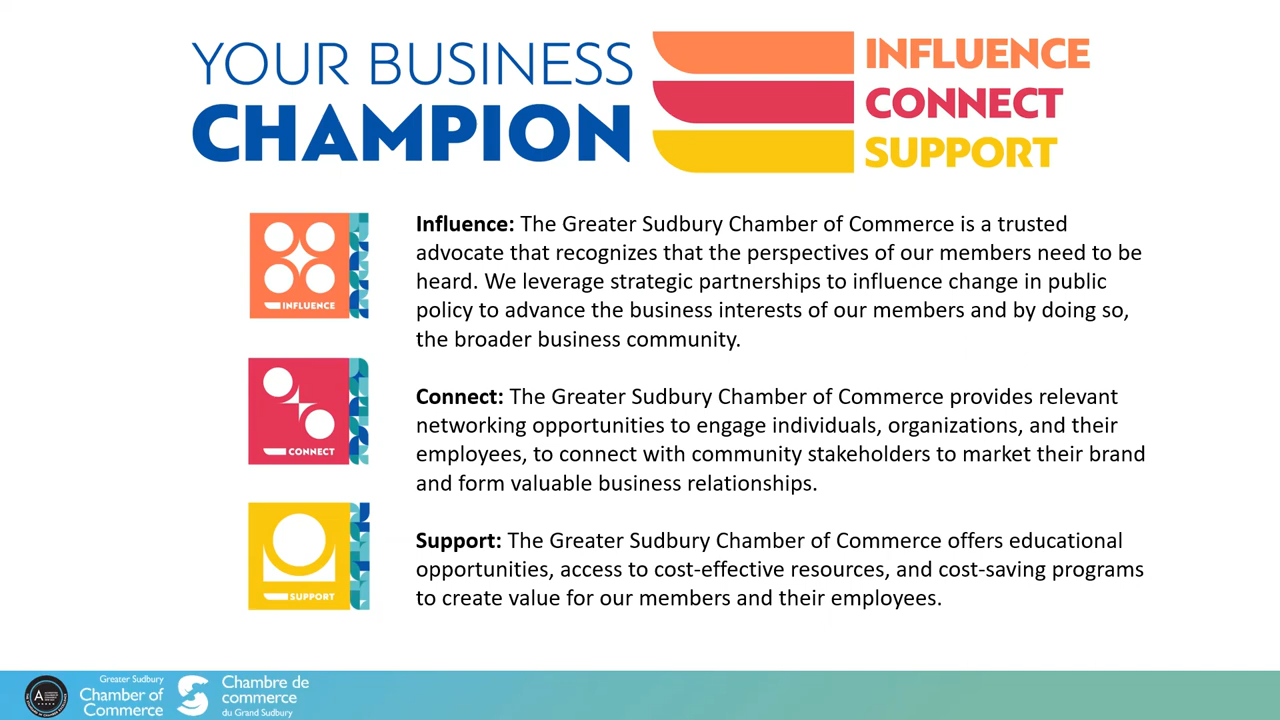 YOUR BUSINESS
CHAMPION
INFLUENCE
CONNECT
SUPPORT
INFLUENCE
Influence: The Greater Sudbury Chamber of Commerce is a trusted
advocate that recognizes that the perspectives of our members need to be
heard. We leverage strategic partnerships to influence change in public
policy to advance the business interests of our members and by doing so,
the broader business community.
CONNECT
Connect: The Greater Sudbury Chamber of Commerce provides relevant
networking opportunities to engage individuals, organizations, and their
employees, to connect with community stakeholders to market their brand
and form valuable business relationships.
SUPPORT
Support: The Greater Sudbury Chamber of Commerce offers educational
opportunities, access to cost-effective resources, and cost-saving programs
to create value for our members and their employees.
A
Greater Sudbury
Chamber of
Commerce
Chambre de
commerce
du Grand Sudbury